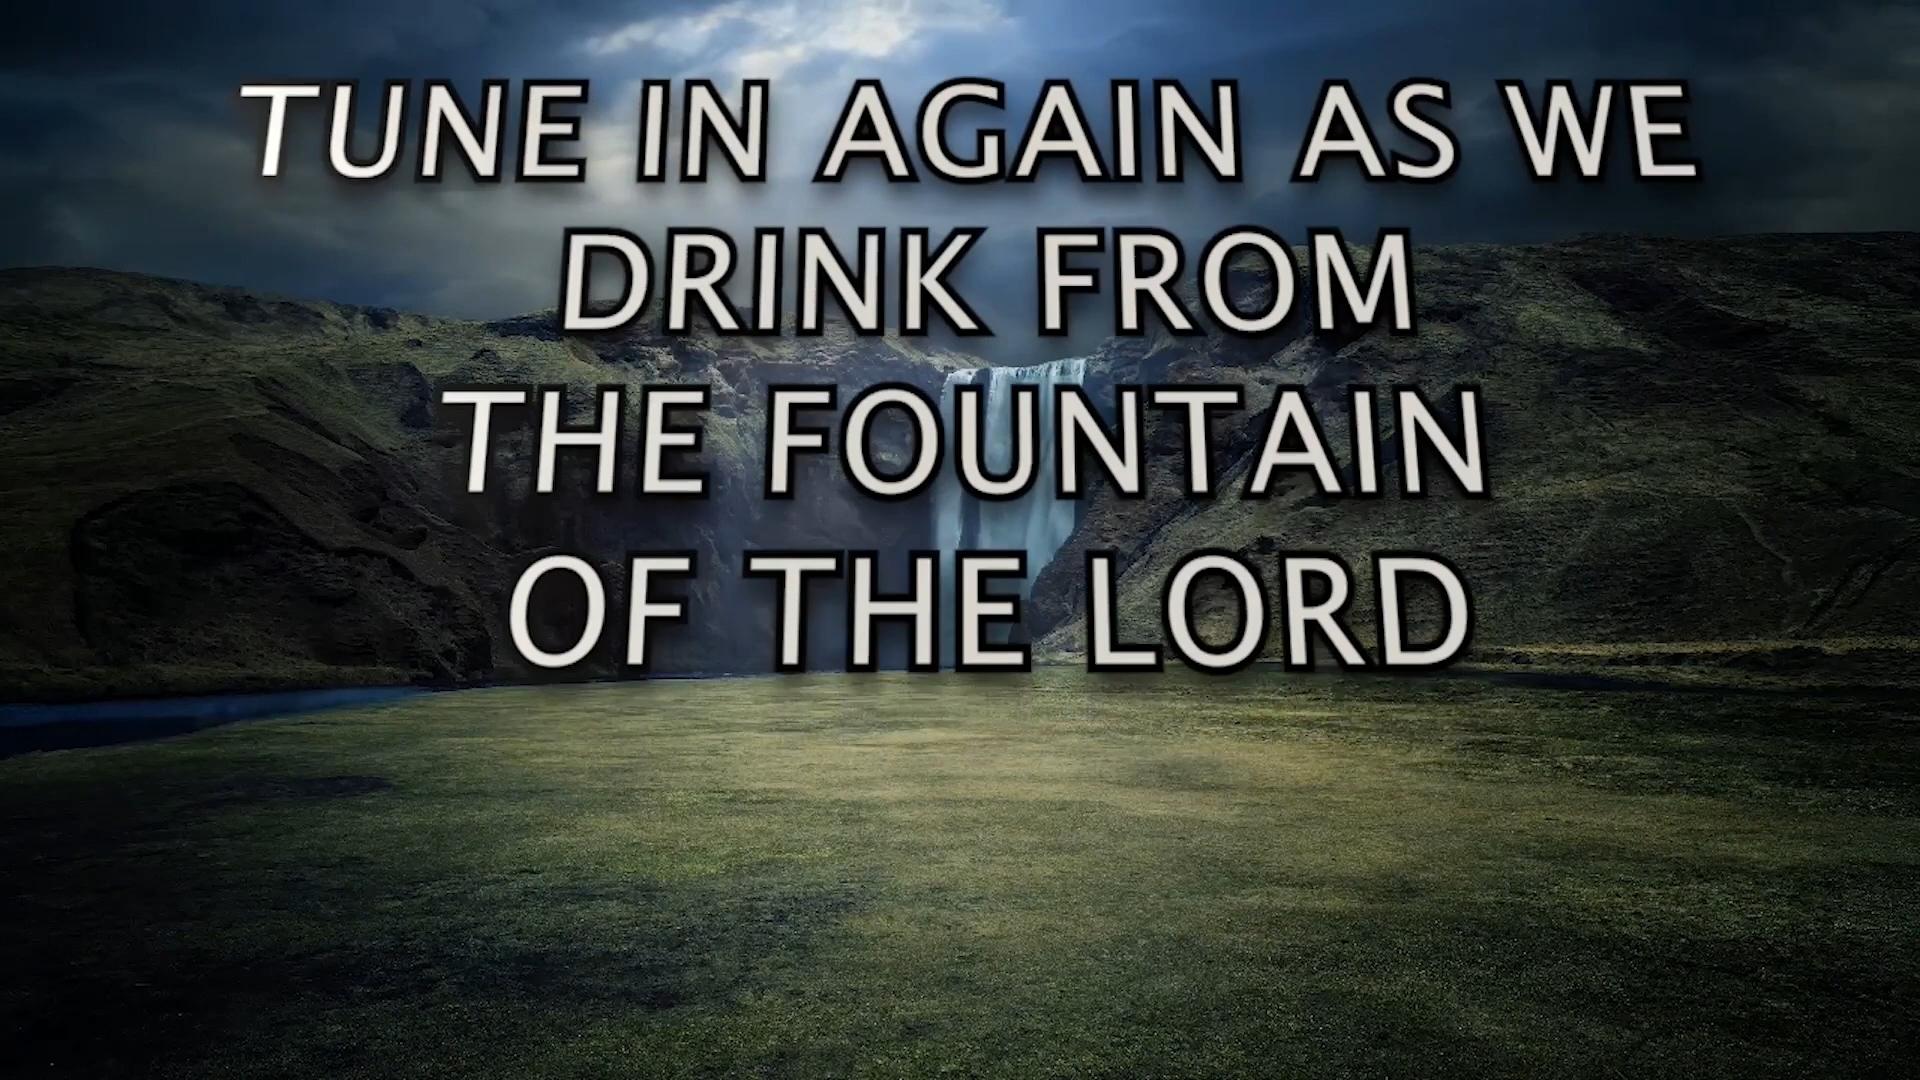 TUNE IN AGAIN AS WE
DRINK FROM
THE FOUNTAIN
OF THE LORD